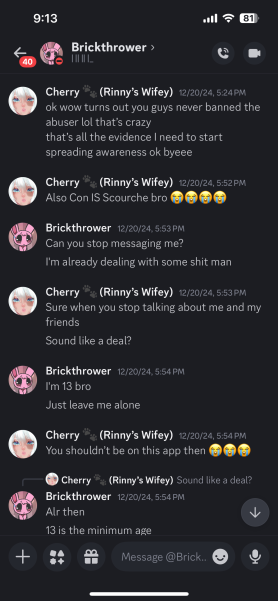 9:13
81
40
Brickthrower
Cherry 🐾 (Rinny's Wifey) 12/20/24, 5:24 PM
ok wow turns out you guys never banned the
abuser lol that's crazy
that's all the evidence I need to start
spreading awareness ok byeee
Cherry 🐾 (Rinny's Wifey) 12/20/24, 5:52 PM
Also Con IS Scourche bro 😭😭😭😭
Brickthrower 12/20/24, 5:53 PM
Can you stop messaging me?
I'm already dealing with some shit man
Cherry 🐾 (Rinny's Wifey) 12/20/24, 5:53 PM
Sure when you stop talking about me and my
friends
Sound like a deal?
Brickthrower 12/20/24, 5:54 PM
I'm 13 bro
Just leave me alone
Cherry 🐾 (Rinny's Wifey) 12/20/24, 5:54 PM
You shouldn't be on this app then 😭😭😭
Cherry 🐾 (Rinny's Wifey) Sound like a deal?
Brickthrower 12/20/24, 5:54 PM
Alr then
13 is the minimum age
Message @Brick...